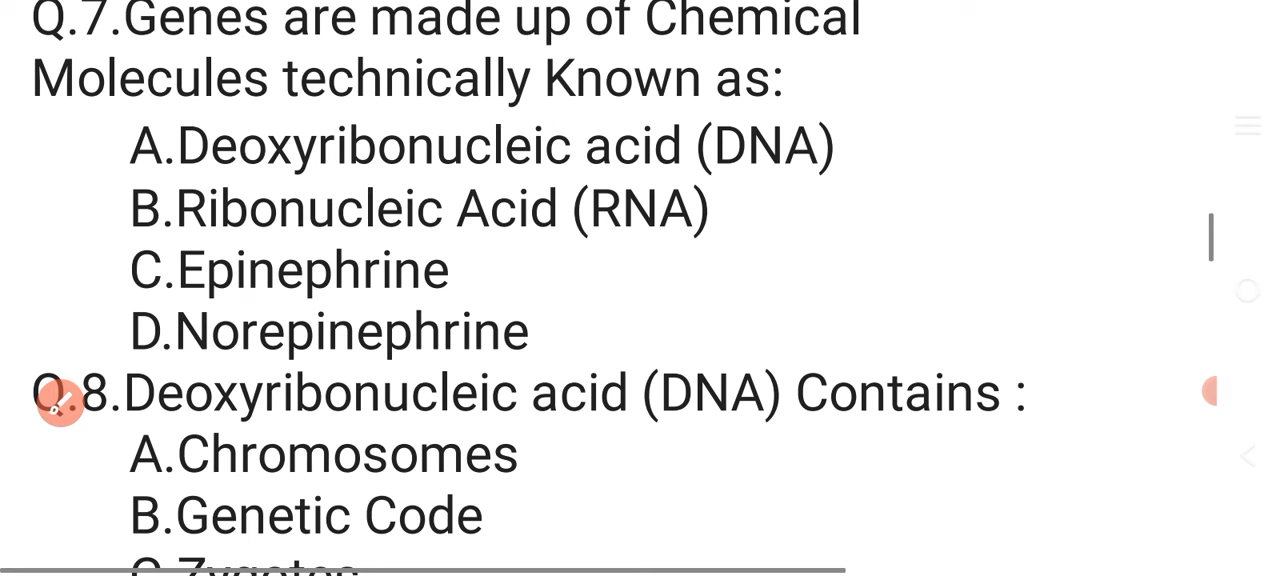 Q.7.Genes are made up of Chemical
Molecules technically Known as:
A.Deoxyribonucleic acid (DNA)
B.Ribonucleic Acid (RNA)
C.Epinephrine
D.Norepinephrine
Q.8.Deoxyribonucleic acid (DNA) Contains :
A.Chromosomes
B.Genetic Code
C.Zygotes